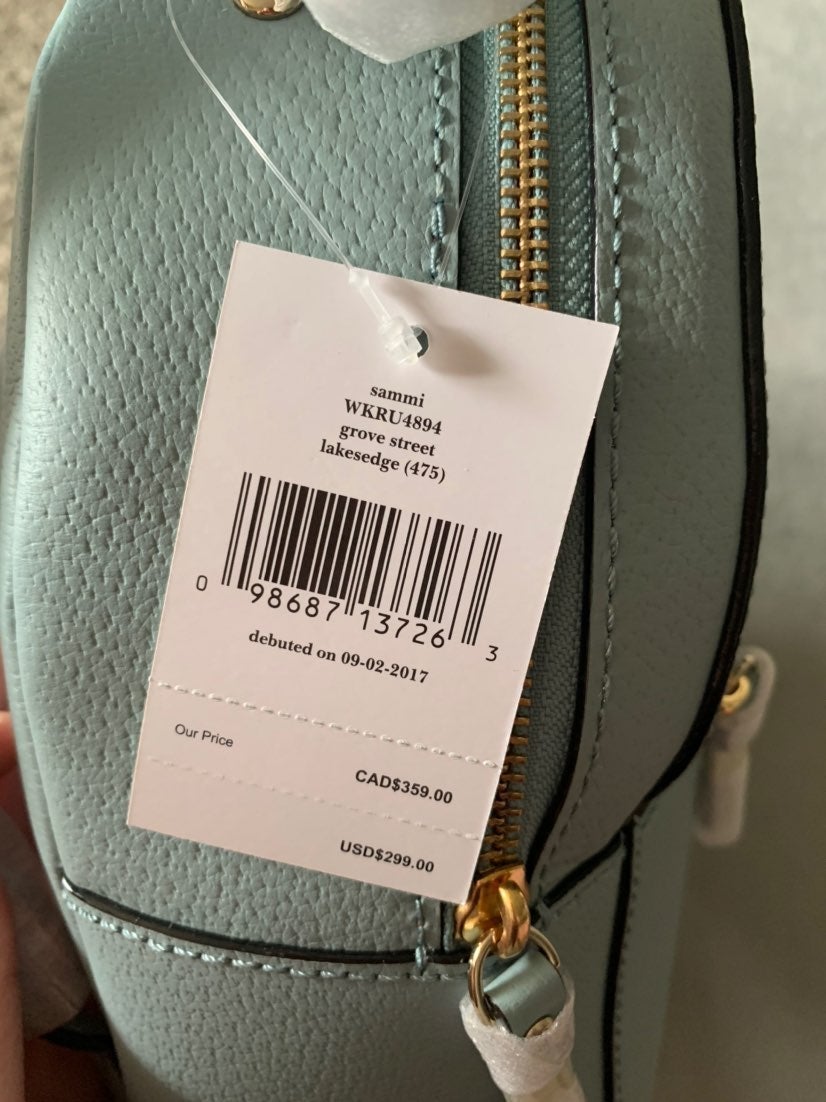 sammi
WKRU4894
grove street
lakesedge (475)
0 98687 13726 3
debuted on 09-02-2017
Our Price
CAD$359.00
USD$299.00